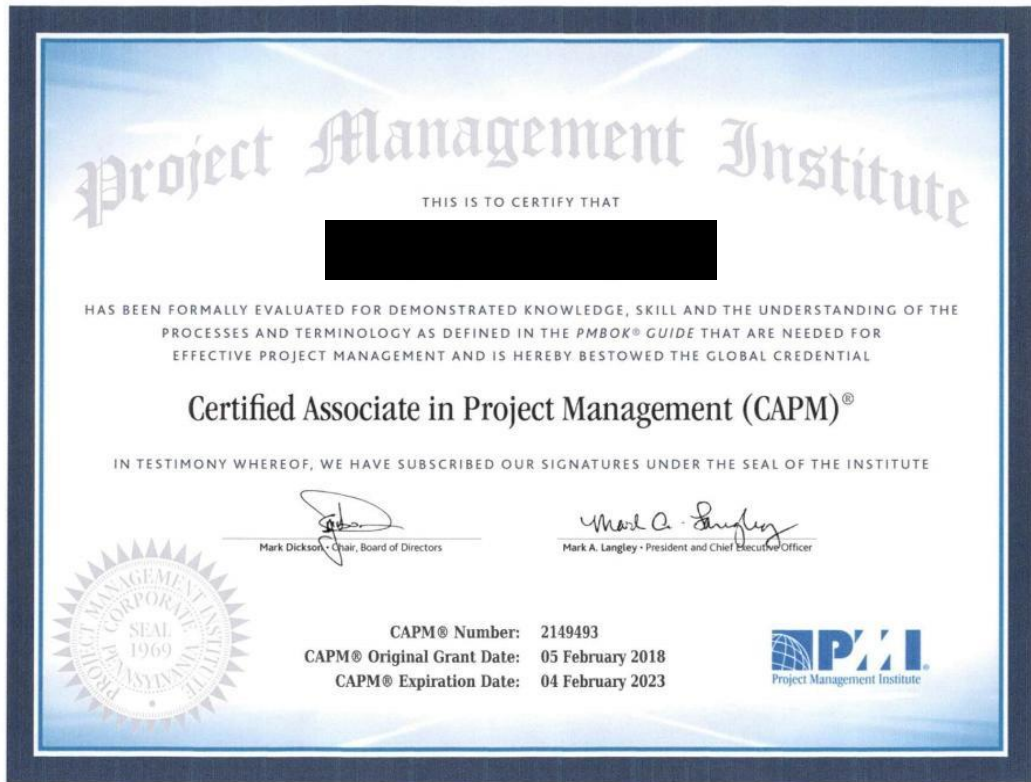 Project Management Institute
THIS IS TO CERTIFY THAT
HAS BEEN FORMALLY EVALUATED FOR DEMONSTRATED KNOWLEDGE, SKILL AND THE UNDERSTANDING OF THE
PROCESSES AND TERMINOLOGY AS DEFINED IN THE PMBOK® GUIDE THAT ARE NEEDED FOR
EFFECTIVE PROJECT MANAGEMENT AND IS HEREBY BESTOWED THE GLOBAL CREDENTIAL
Certified Associate in Project Management (CAPM)®
IN TESTIMONY WHEREOF, WE HAVE SUBSCRIBED OUR SIGNATURES UNDER THE SEAL OF THE INSTITUTE
Mark A. Langley
Mark Dickson • Chair, Board of Directors
Mark A. Langley • President and Chief Executive Officer
PROJECT MANAGEMENT INSTITUTE
CORPORATE
SEAL
1969
PENNSYLVANIA
CAPM® Number: 2149493
CAPM® Original Grant Date: 05 February 2018
CAPM® Expiration Date: 04 February 2023
PMI®
Project Management Institute